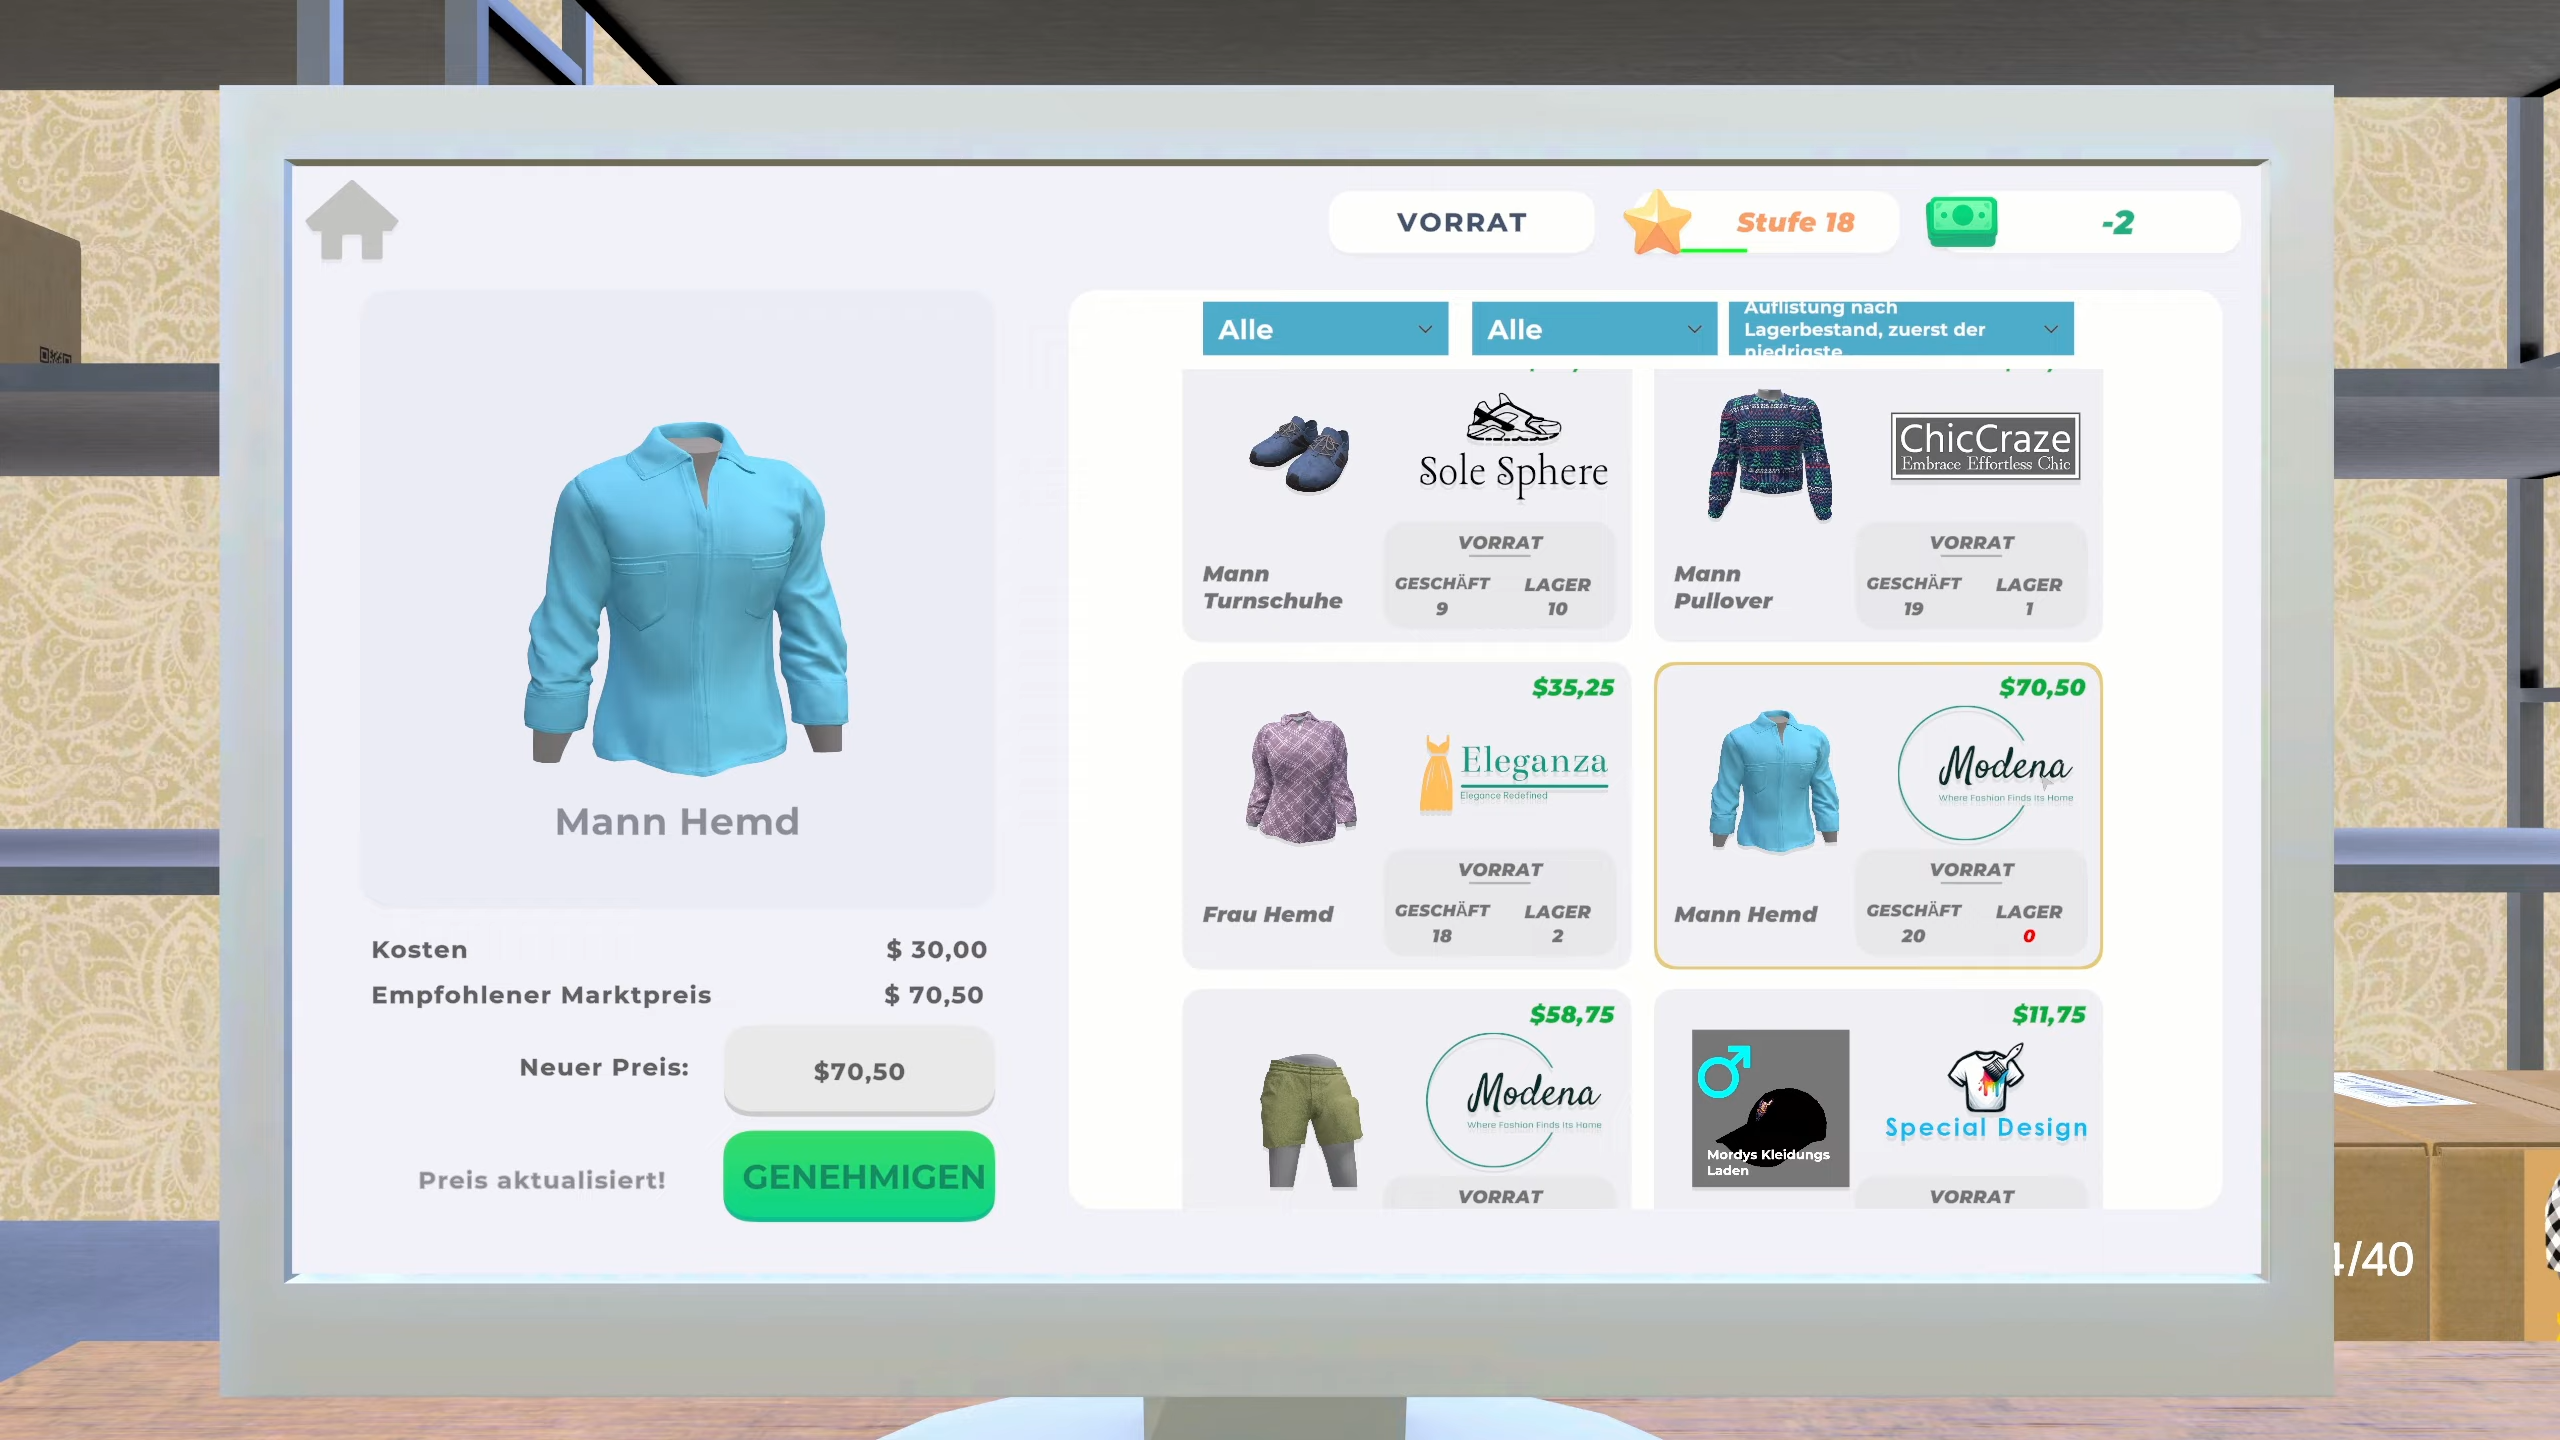 VORRAT
Stufe 18
-2
Alle
Alle
Auflistung nach
Lagerbestand, zuerst der
niedrigste
Sole Sphere
Mann
Turnschuhe
VORRAT
GESCHÄFT LAGER
9 10
ChicCraze
Embrace Effortless Chic
Mann
Pullover
VORRAT
GESCHÄFT LAGER
19 1
$35,25
Eleganza
Elegance Redefined
Frau Hemd
VORRAT
GESCHÄFT LAGER
18 2
$70,50
Modena
Where Fashion Finds Its Home
Mann Hemd
VORRAT
GESCHÄFT LAGER
20 0
$58,75
Modena
Where Fashion Finds Its Home
VORRAT
$11,75
Mordys Kleidungs
Laden
Special Design
VORRAT
Mann Hemd
Kosten $ 30,00
Empfohlener Marktpreis $ 70,50
Neuer Preis: $70,50
Preis aktualisiert!
GENEHMIGEN
4/40